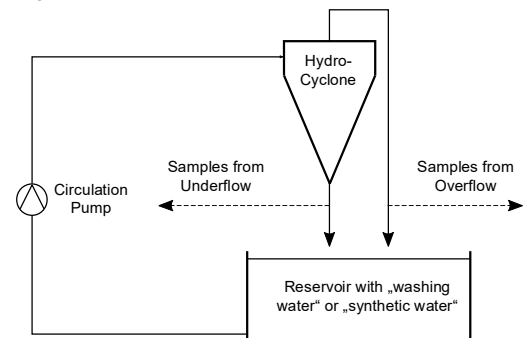 Hydro-
Cyclone
Samples from
Underflow
Samples from
Overflow
Circulation
Pump
Reservoir with „washing
water“ or „synthetic water“